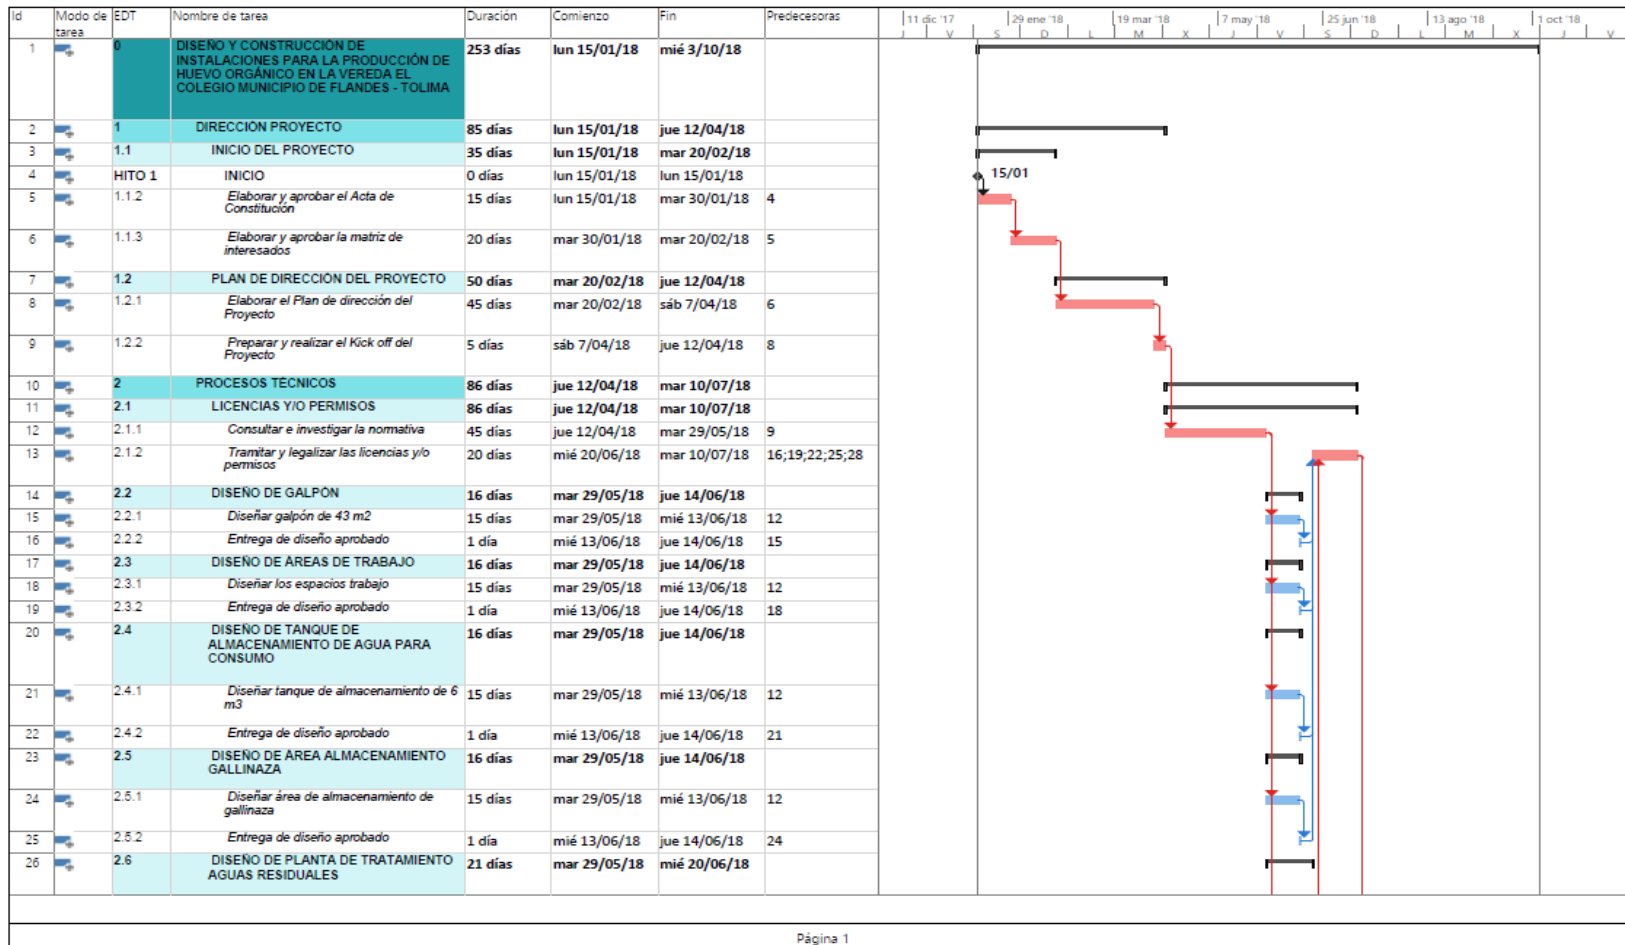 Id Modo de tarea EDT Nombre de tarea Duración Comienzo Fin Predecesoras 11 dic '17 29 ene '18 19 mar '18 7 may '18 25 jun '18 13 ago '18 1 oct '18
J V S D L M X J V S D L M X J V
1 0 DISEÑO Y CONSTRUCCIÓN DE 253 días lun 15/01/18 mié 3/10/18
INSTALACIONES PARA LA PRODUCCIÓN DE
HUEVO ORGÁNICO EN LA VEREDA EL
COLEGIO MUNICIPIO DE FLANDES - TOLIMA
2 1 DIRECCIÓN PROYECTO 85 días lun 15/01/18 jue 12/04/18
3 1.1 INICIO DEL PROYECTO 35 días lun 15/01/18 mar 20/02/18
4 HITO 1 INICIO 0 días lun 15/01/18 lun 15/01/18 15/01
5 1.1.2 Elaborar y aprobar el Acta de 15 días lun 15/01/18 mar 30/01/18 4
Constitución
6 1.1.3 Elaborar y aprobar la matriz de 20 días mar 30/01/18 mar 20/02/18 5
interesados
7 1.2 PLAN DE DIRECCIÓN DEL PROYECTO 50 días mar 20/02/18 jue 12/04/18
8 1.2.1 Elaborar el Plan de dirección del 45 días mar 20/02/18 sáb 7/04/18 6
Proyecto
9 1.2.2 Preparar y realizar el Kick off del 5 días sáb 7/04/18 jue 12/04/18 8
Proyecto
10 2 PROCESOS TÉCNICOS 86 días jue 12/04/18 mar 10/07/18
11 2.1 LICENCIAS Y/O PERMISOS 86 días jue 12/04/18 mar 10/07/18
12 2.1.1 Consultar e investigar la normativa 45 días jue 12/04/18 mar 29/05/18 9
13 2.1.2 Tramitar y legalizar las licencias y/o 20 días mié 20/06/18 mar 10/07/18 16;19;22;25;28
permisos
14 2.2 DISEÑO DE GALPÓN 16 días mar 29/05/18 jue 14/06/18
15 2.2.1 Diseñar galpón de 43 m2 15 días mar 29/05/18 mié 13/06/18 12
16 2.2.2 Entrega de diseño aprobado 1 día mié 13/06/18 jue 14/06/18 15
17 2.3 DISEÑO DE ÁREAS DE TRABAJO 16 días mar 29/05/18 jue 14/06/18
18 2.3.1 Diseñar los espacios trabajo 15 días mar 29/05/18 mié 13/06/18 12
19 2.3.2 Entrega de diseño aprobado 1 día mié 13/06/18 jue 14/06/18 18
20 2.4 DISEÑO DE TANQUE DE 16 días mar 29/05/18 jue 14/06/18
ALMACENAMIENTO DE AGUA PARA
CONSUMO
21 2.4.1 Diseñar tanque de almacenamiento de 6 15 días mar 29/05/18 mié 13/06/18 12
m3
22 2.4.2 Entrega de diseño aprobado 1 día mié 13/06/18 jue 14/06/18 21
23 2.5 DISEÑO DE ÁREA ALMACENAMIENTO 16 días mar 29/05/18 jue 14/06/18
GALLINAZA
24 2.5.1 Diseñar área de almacenamiento de 15 días mar 29/05/18 mié 13/06/18 12
gallinaza
25 2.5.2 Entrega de diseño aprobado 1 día mié 13/06/18 jue 14/06/18 24
26 2.6 DISEÑO DE PLANTA DE TRATAMIENTO 21 días mar 29/05/18 mié 20/06/18
AGUAS RESIDUALES
Página 1